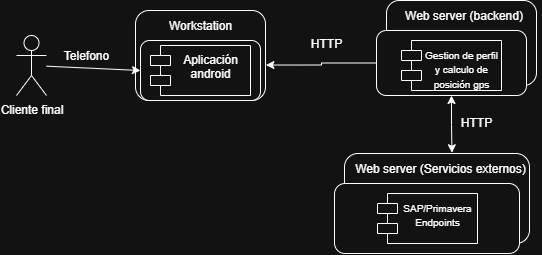 Workstation
Web server (backend)
Telefono
HTTP
Aplicación
android
Gestion de perfil
y calculo de
posición gps
Cliente final
HTTP
Web server (Servicios externos)
SAP/Primavera
Endpoints